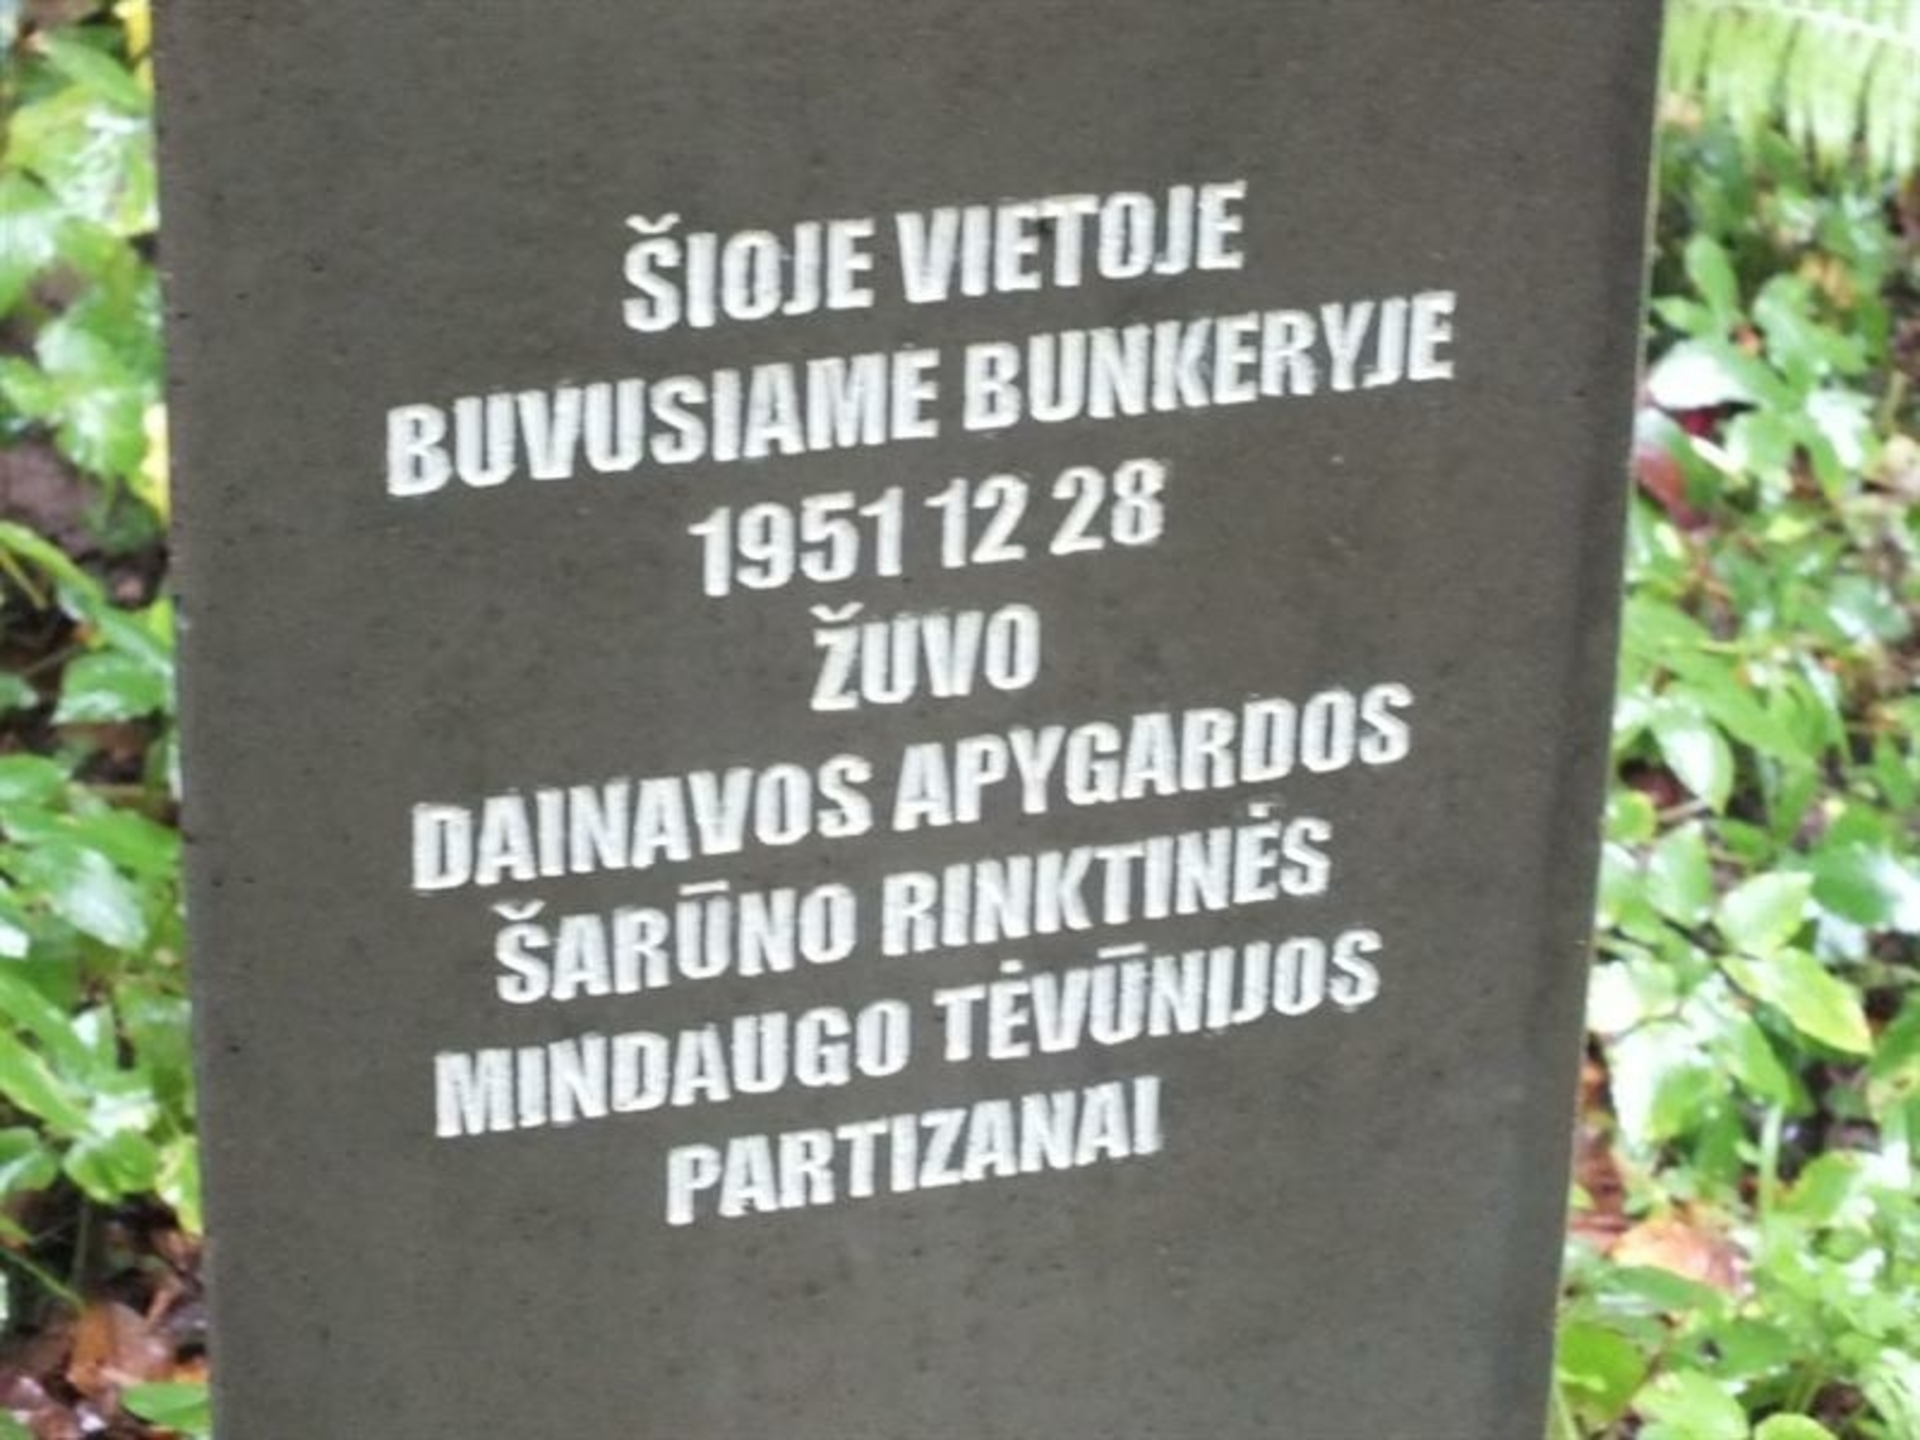 ŠIOJE VIETOJE
BUVUSIAME BUNKERYJE
1951 12 28
ŽUVO
DAINAVOS APYGARDOS
ŠARŪNO RINKTINĖS
MINDAUGO TĖVŪNIJOS
PARTIZANAI